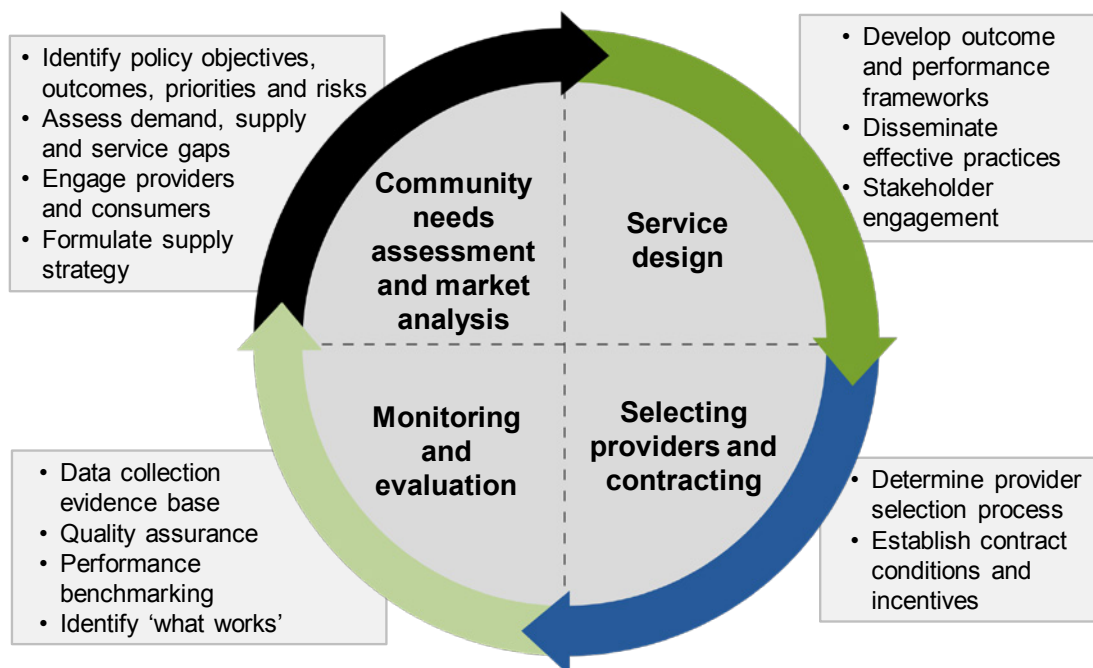 • Identify policy objectives,
outcomes, priorities and risks
• Assess demand, supply
and service gaps
• Engage providers
and consumers
• Formulate supply
strategy
Community
needs
assessment
and market
analysis
Service
design
• Develop outcome
and performance
frameworks
• Disseminate
effective practices
• Stakeholder
engagement
• Data collection
evidence base
• Quality assurance
• Performance
benchmarking
• Identify ‘what works’
Monitoring
and
evaluation
Selecting
providers and
contracting
• Determine provider
selection process
• Establish contract
conditions and
incentives